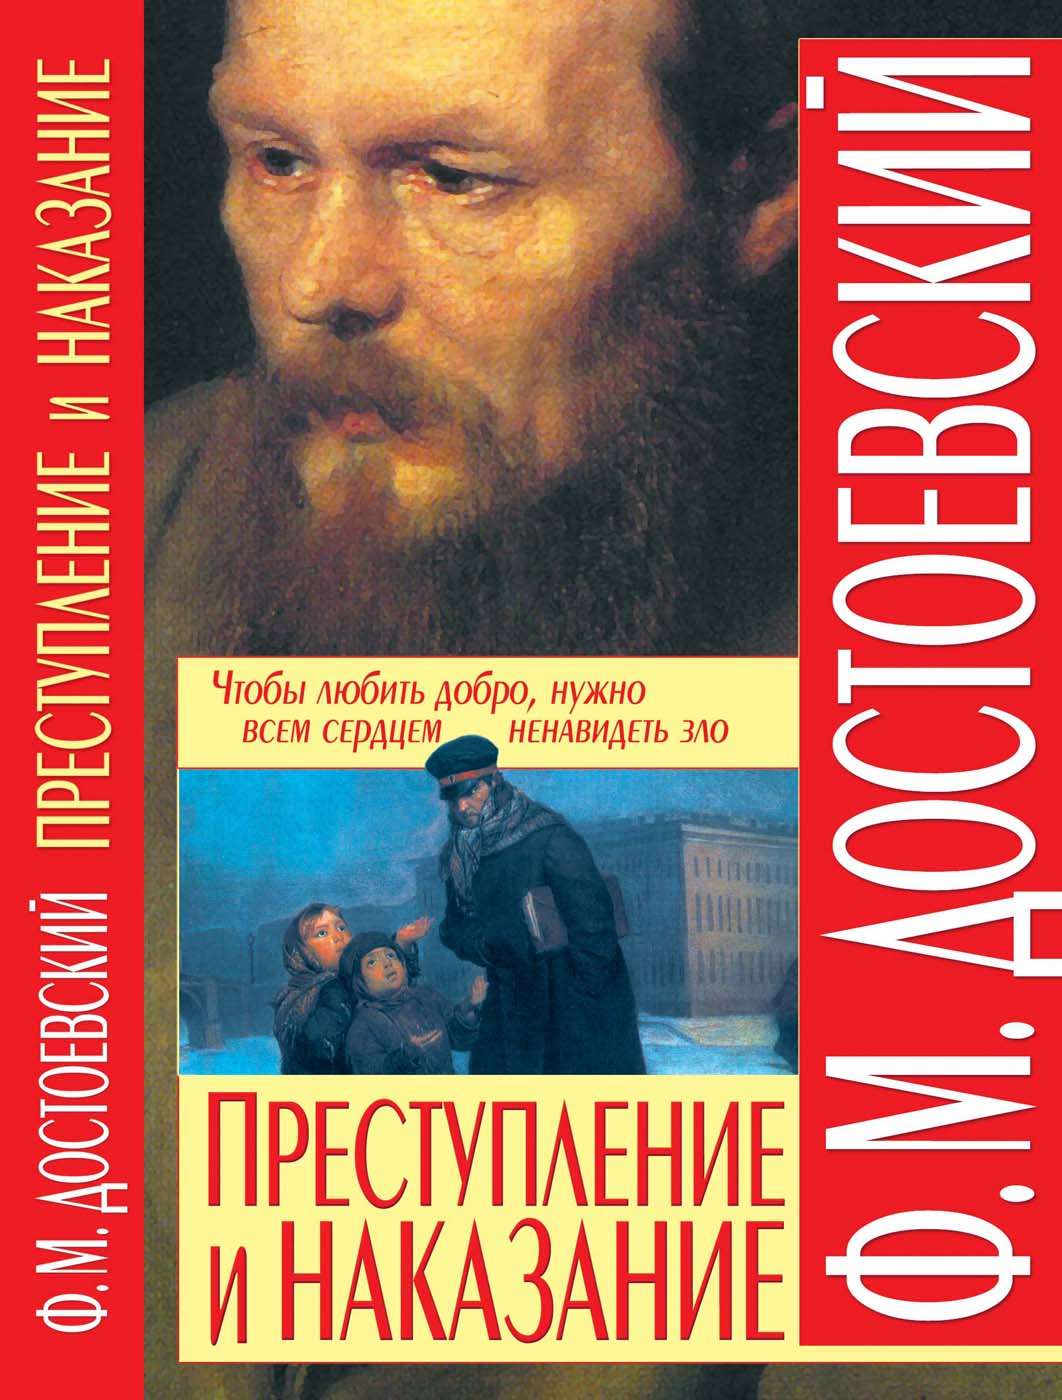 Ф. М. ДОСТОЕВСКИЙ ПРЕСТУПЛЕНИЕ И НАКАЗАНИЕ
Ф. М. ДОСТОЕВСКИЙ
Чтобы любить добро, нужно
всем сердцем ненавидеть зло
ПРЕСТУПЛЕНИЕ
И НАКАЗАНИЕ